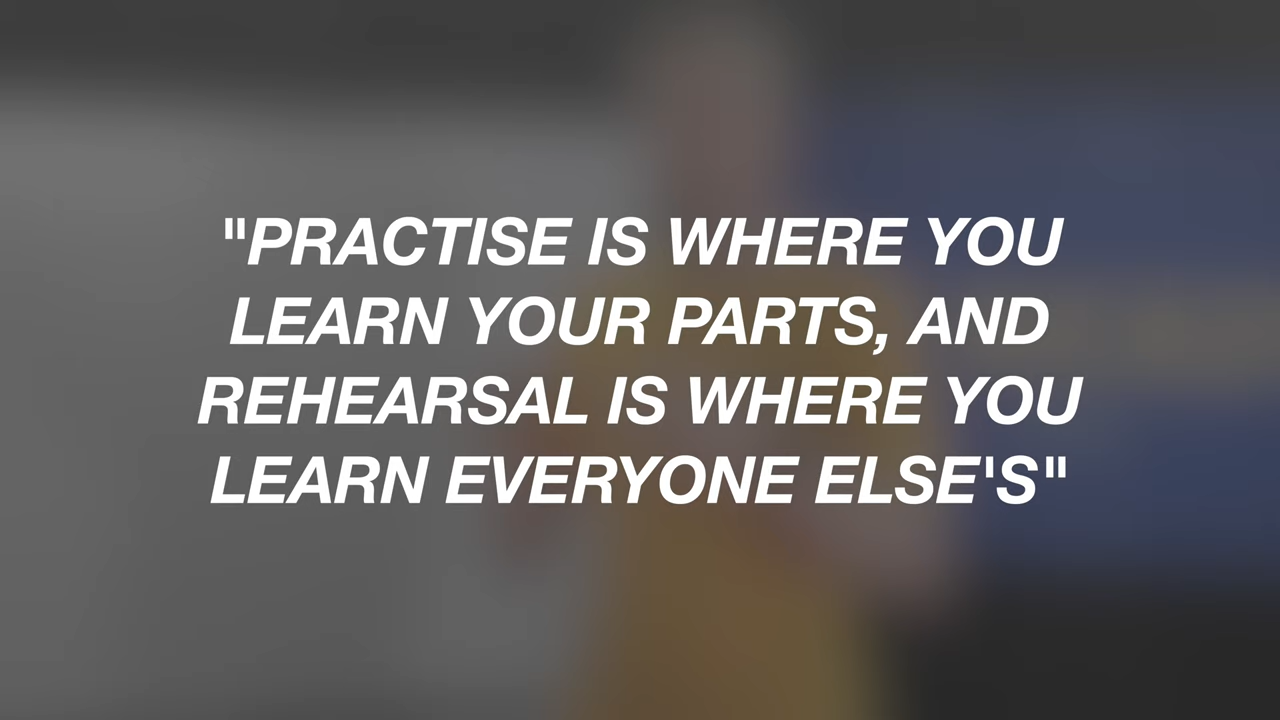 "PRACTISE IS WHERE YOU
LEARN YOUR PARTS, AND
REHEARSAL IS WHERE YOU
LEARN EVERYONE ELSE'S"